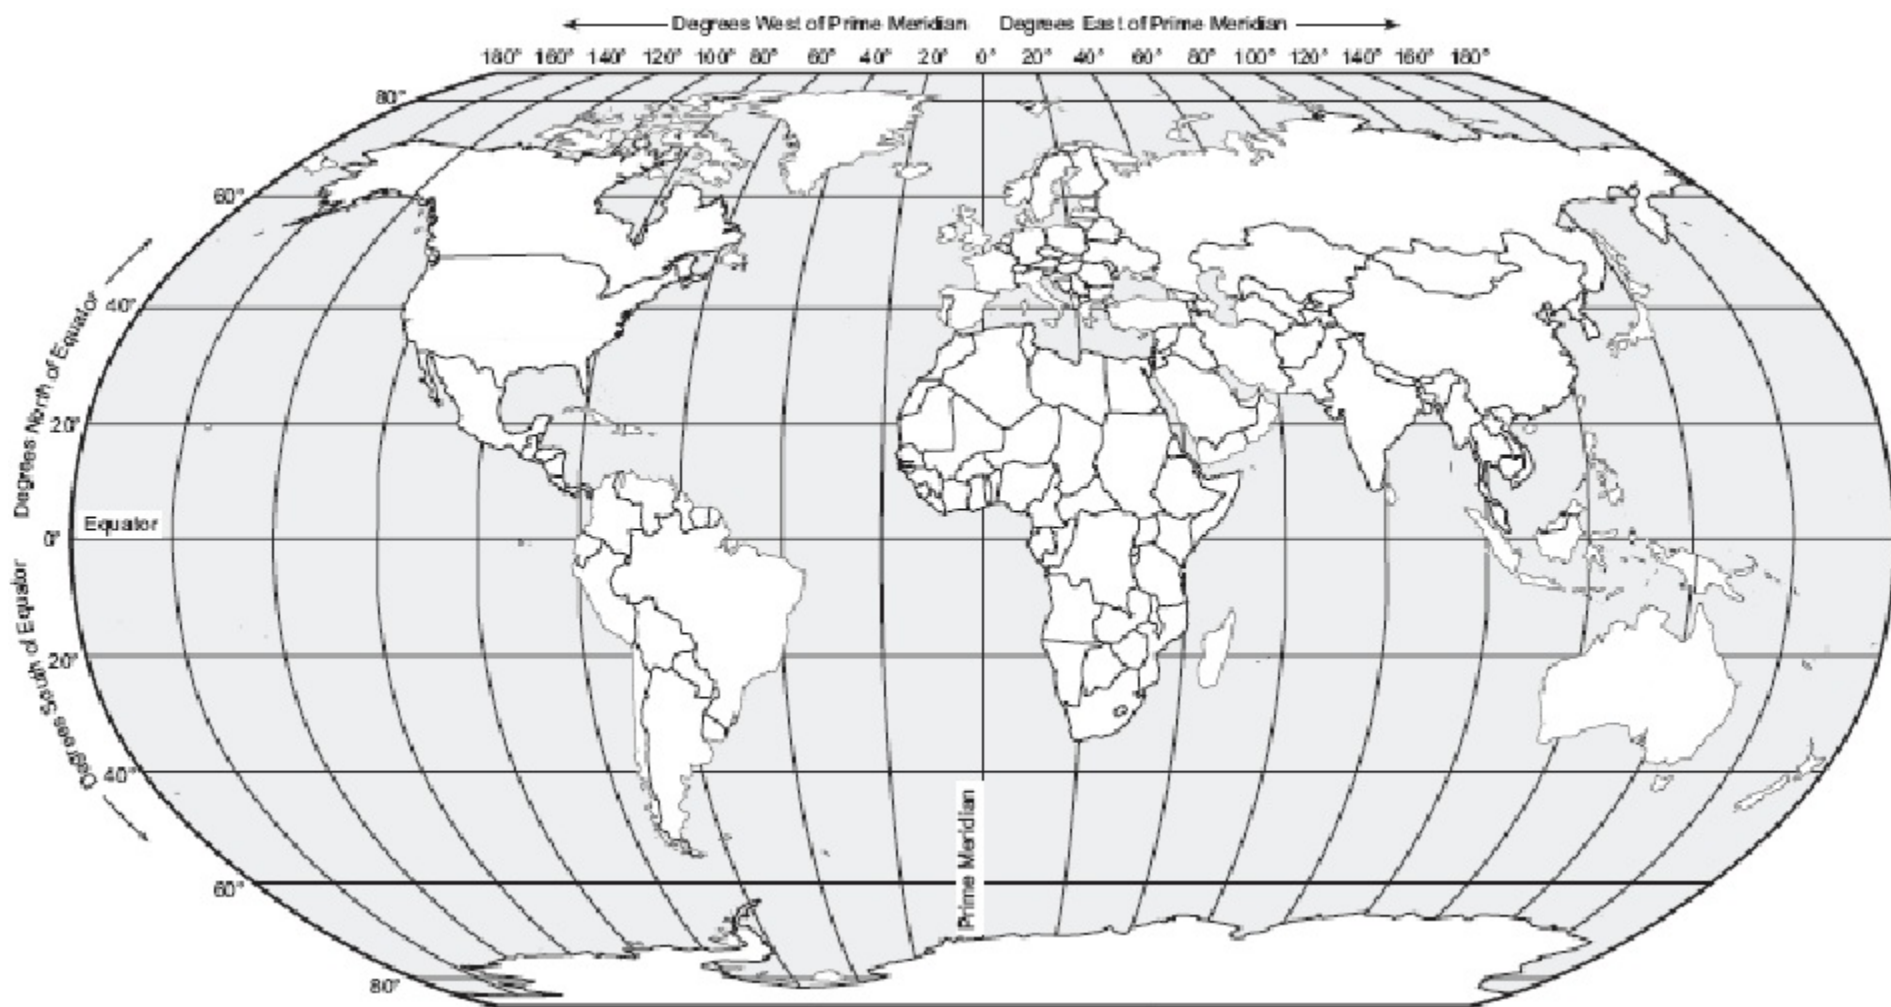 Degrees West of Prime Meridian Degrees East of Prime Meridian
180° 160° 140° 120° 100° 80° 60° 40° 20° 0° 20° 40° 60° 80° 100° 120° 140° 160° 180°
80°
60°
40°
Degrees North of Equator
20°
Equator
0°
Degrees South of Equator
20°
40°
Prime Meridian
60°
80°